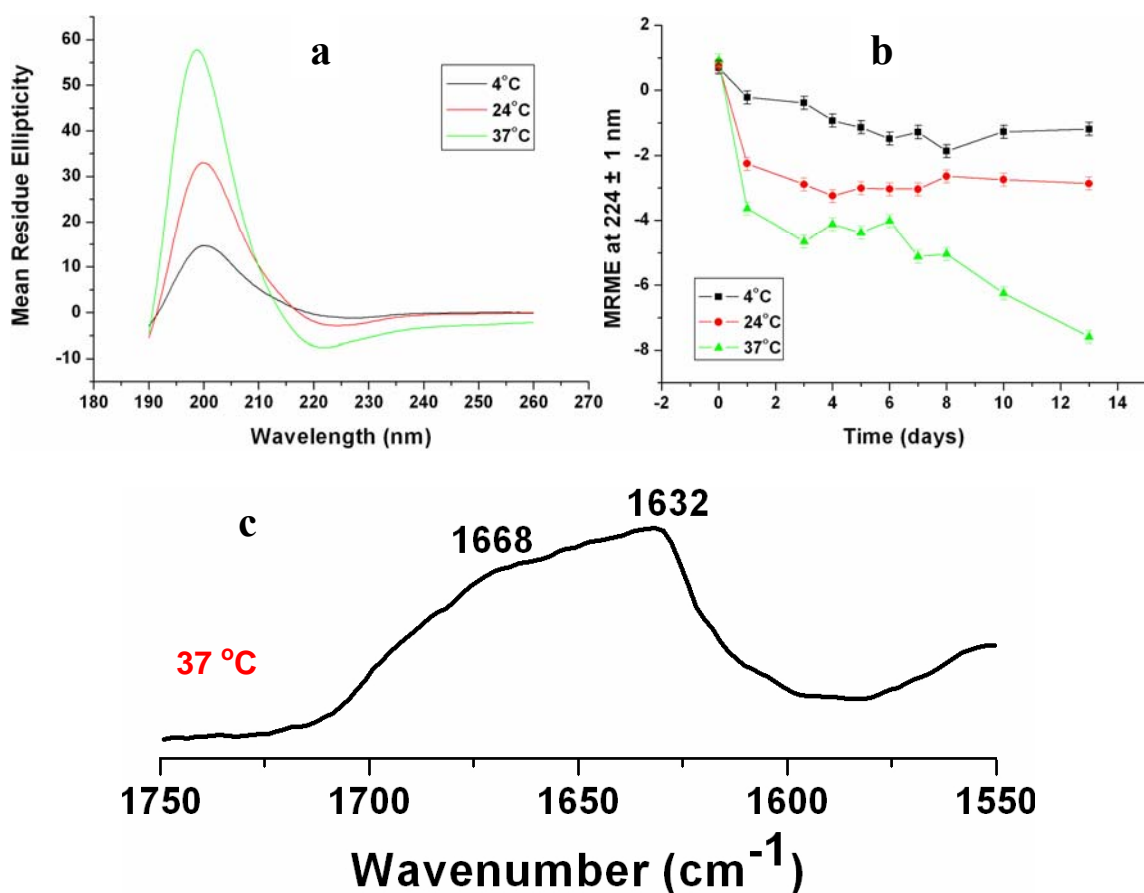 a
Mean Residue Ellipticity
60
50
40
30
20
10
0
-10
4°C
24°C
37°C
180 190 200 210 220 230 240 250 260 270
Wavelength (nm)
b
MRME at 224 ± 1 nm
2
0
-2
-4
-6
-8
4°C
24°C
37°C
-2 0 2 4 6 8 10 12 14
Time (days)
c
1668
1632
37 °C
1750 1700 1650 1600 1550
Wavenumber (cm⁻¹)